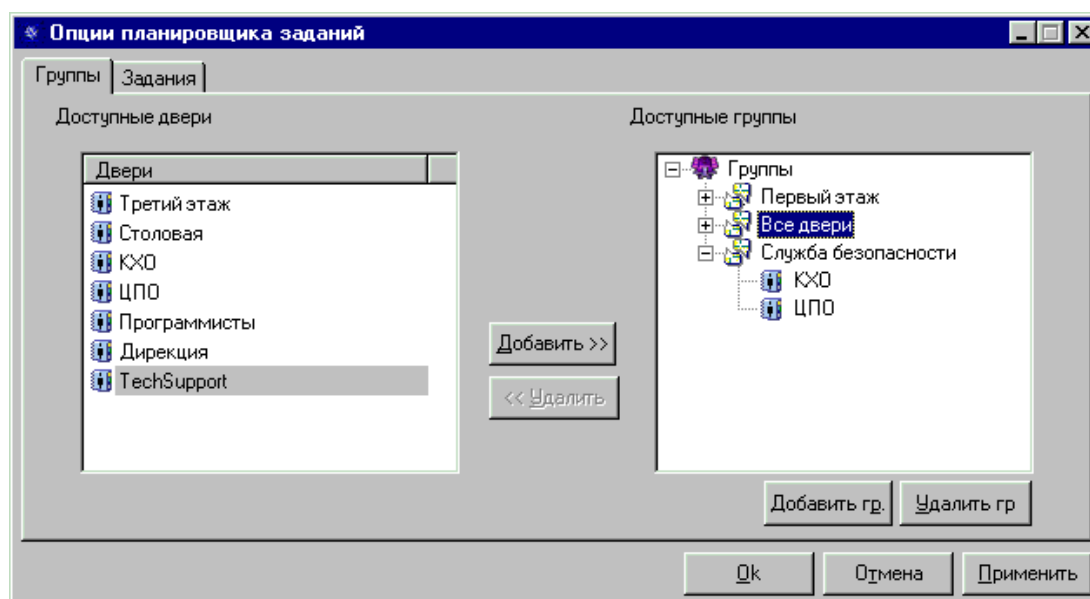 Опции планировщика заданий
Группы Задания
Доступные двери
Доступные группы
Двери
Третий этаж
Столовая
КХО
ЦПО
Программисты
Дирекция
TechSupport
Добавить >>
<< Удалить
Группы
Первый этаж
Все двери
Служба безопасности
КХО
ЦПО
Добавить гр. Удалить гр
Ok Отмена Применить